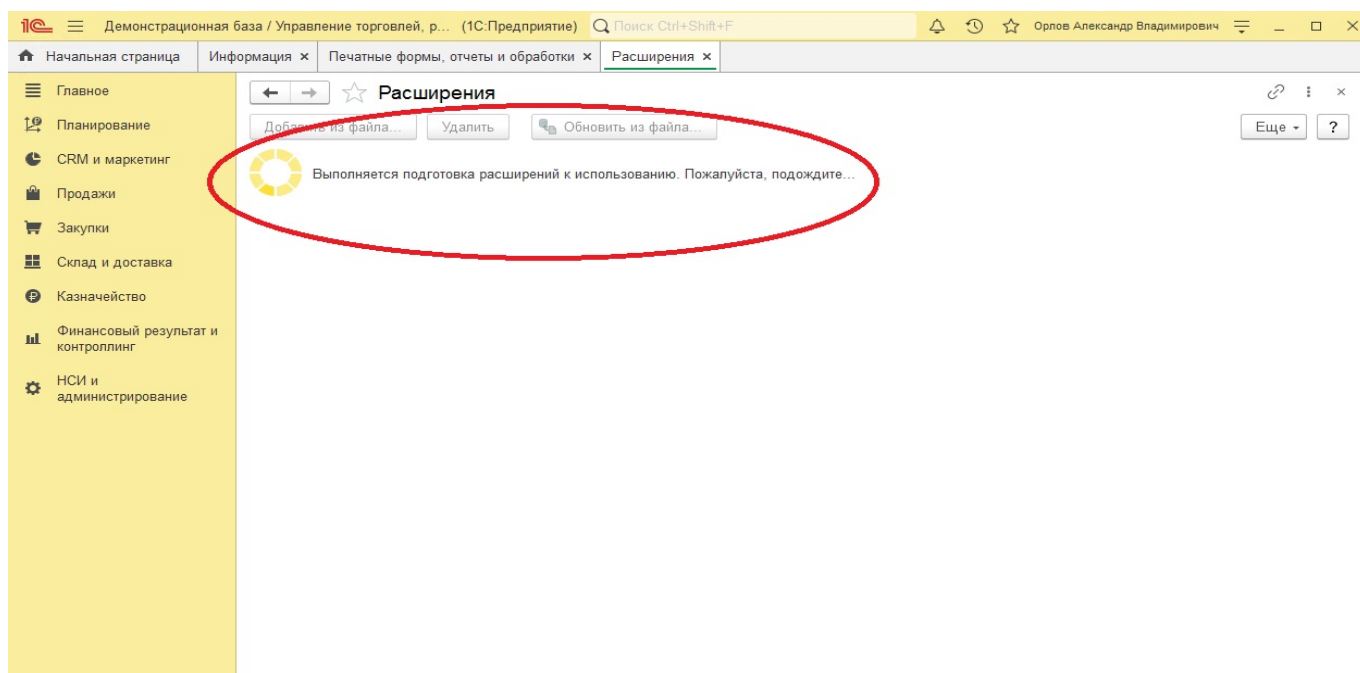 1С Демонстрационная база / Управление торговлей, р... (1С:Предприятие) Поиск Ctrl+Shift+F Орлов Александр Владимирович
Начальная страница Информация × Печатные формы, отчеты и обработки × Расширения ×
Главное
Планирование
CRM и маркетинг
Продажи
Закупки
Склад и доставка
Казначейство
Финансовый результат и
контроллинг
НСИ и
администрирование
Расширения
Добавить из файла... Удалить Обновить из файла... Еще ?
Выполняется подготовка расширений к использованию. Пожалуйста, подождите...